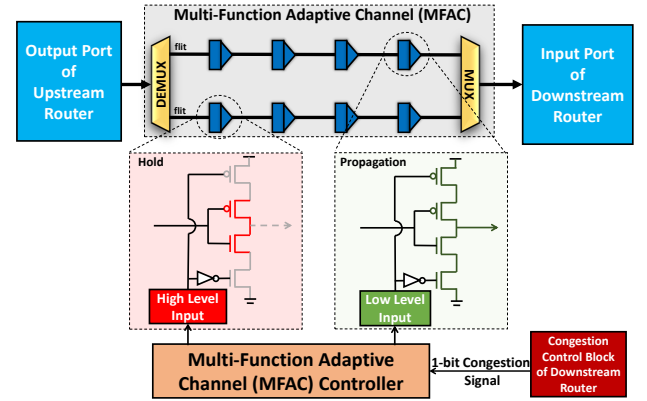 Multi-Function Adaptive Channel (MFAC)
Output Port
of
Upstream
Router
DEMUX
flit
flit
MUX
Input Port
of
Downstream
Router
Hold
Propagation
High Level
Input
Low Level
Input
Multi-Function Adaptive
Channel (MFAC) Controller
1-bit Congestion
Signal
Congestion
Control Block
of Downstream
Router